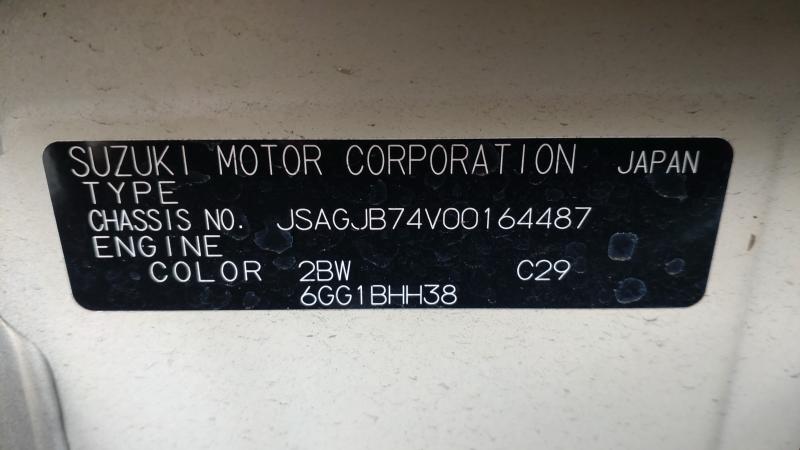 SUZUKI MOTOR CORPORATION JAPAN
TYPE
CHASSIS NO. JSAGJB74V00164487
ENGINE
COLOR 2BW C29
6GG1BHH38